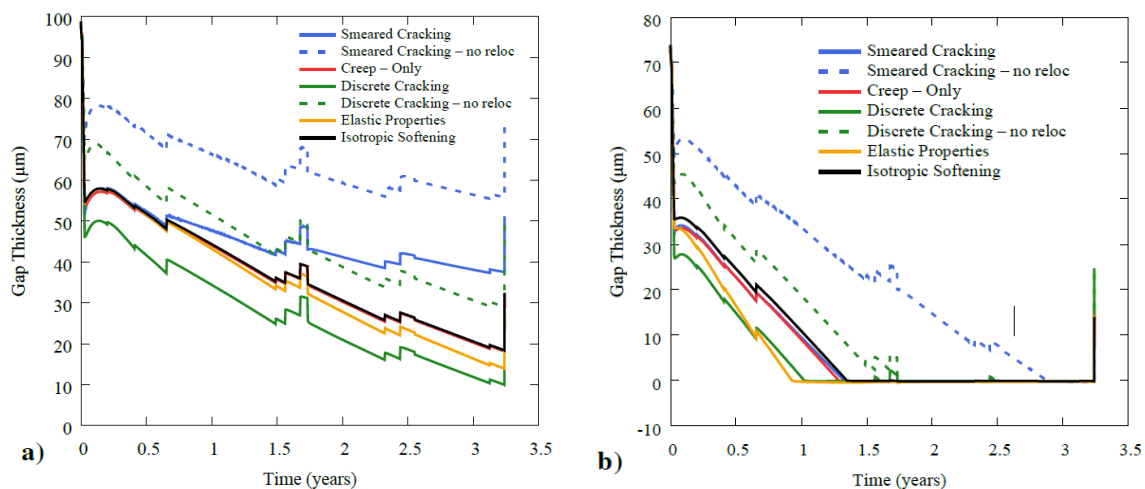 100
90
80
70
60
50
40
30
20
10
0
0
0.5
1
1.5
2
2.5
3
3.5
Gap Thickness (µm)
Time (years)
Smeared Cracking
Smeared Cracking – no reloc
Creep – Only
Discrete Cracking
Discrete Cracking – no reloc
Elastic Properties
Isotropic Softening
a)
80
70
60
50
40
30
20
10
0
-10
0
0.5
1
1.5
2
2.5
3
3.5
Gap Thickness (µm)
Time (years)
Smeared Cracking
Smeared Cracking – no reloc
Creep – Only
Discrete Cracking
Discrete Cracking – no reloc
Elastic Properties
Isotropic Softening
b)